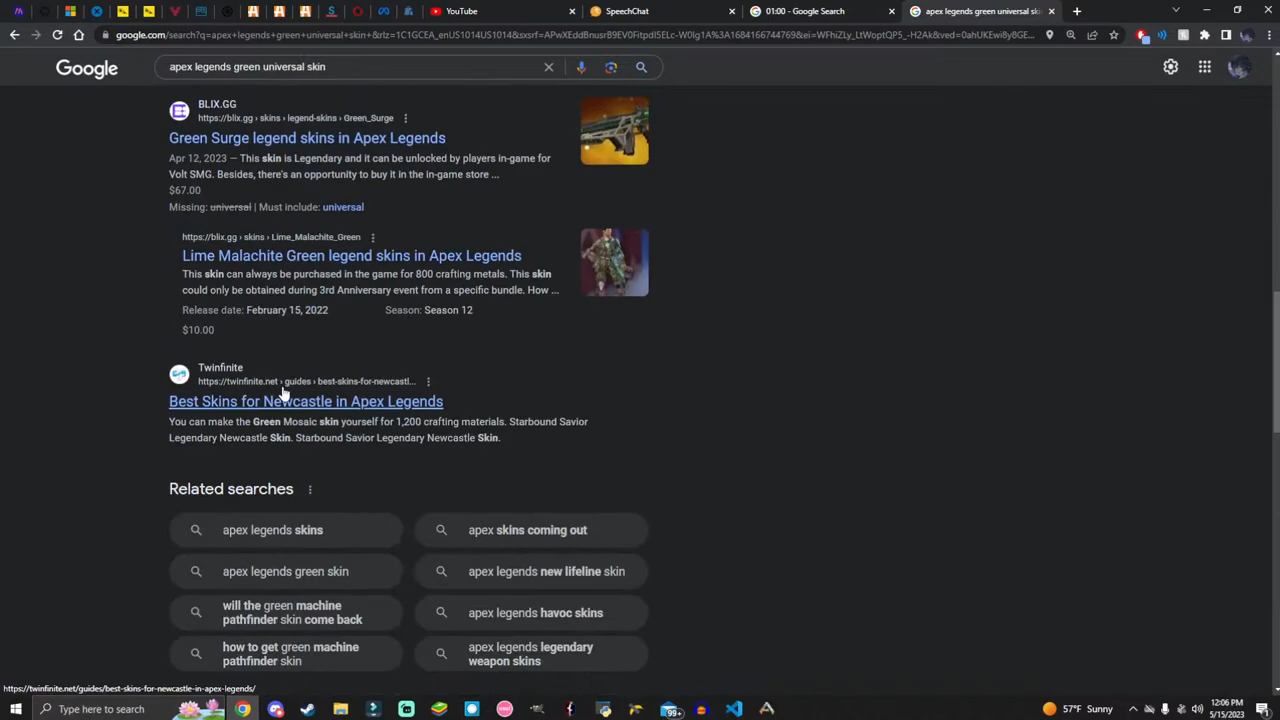 YouTube
SpeechChat
01:00 - Google Search
apex legends green universal skin
google.com/search?q=apex+legends+green+universal+skin+&rlz=1C1GCEA_enUS1014US1014&sxsrf=
Google
apex legends green universal skin
BLIX.GG
https://blix.gg › skins › legend-skins › Green_Surge
Green Surge legend skins in Apex Legends
Apr 12, 2023 — This skin is Legendary and it can be unlocked by players in-game for
Volt SMG. Besides, there's an opportunity to buy it in the in-game store ...
$67.00
Missing: universal | Must include: universal
https://blix.gg › skins › Lime_Malachite_Green
Lime Malachite Green legend skins in Apex Legends
This skin can always be purchased in the game for 800 crafting metals. This skin
could only be obtained during 3rd Anniversary event from a specific bundle. How ...
Release date: February 15, 2022 Season: Season 12
$10.00
Twinfinite
https://twinfinite.net › guides › best-skins-for-newcastl...
Best Skins for Newcastle in Apex Legends
You can make the Green Mosaic skin yourself for 1,200 crafting materials. Starbound Savior
Legendary Newcastle Skin. Starbound Savior Legendary Newcastle Skin.
Related searches
apex legends skins
apex skins coming out
apex legends green skin
apex legends new lifeline skin
will the green machine
pathfinder skin come back
apex legends havoc skins
how to get green machine
pathfinder skin
apex legends legendary
weapon skins
https://twinfinite.net/guides/best-skins-for-newcastle-in-apex-legends/
Type here to search
99+
57°F Sunny
12:06 PM
5/15/2023